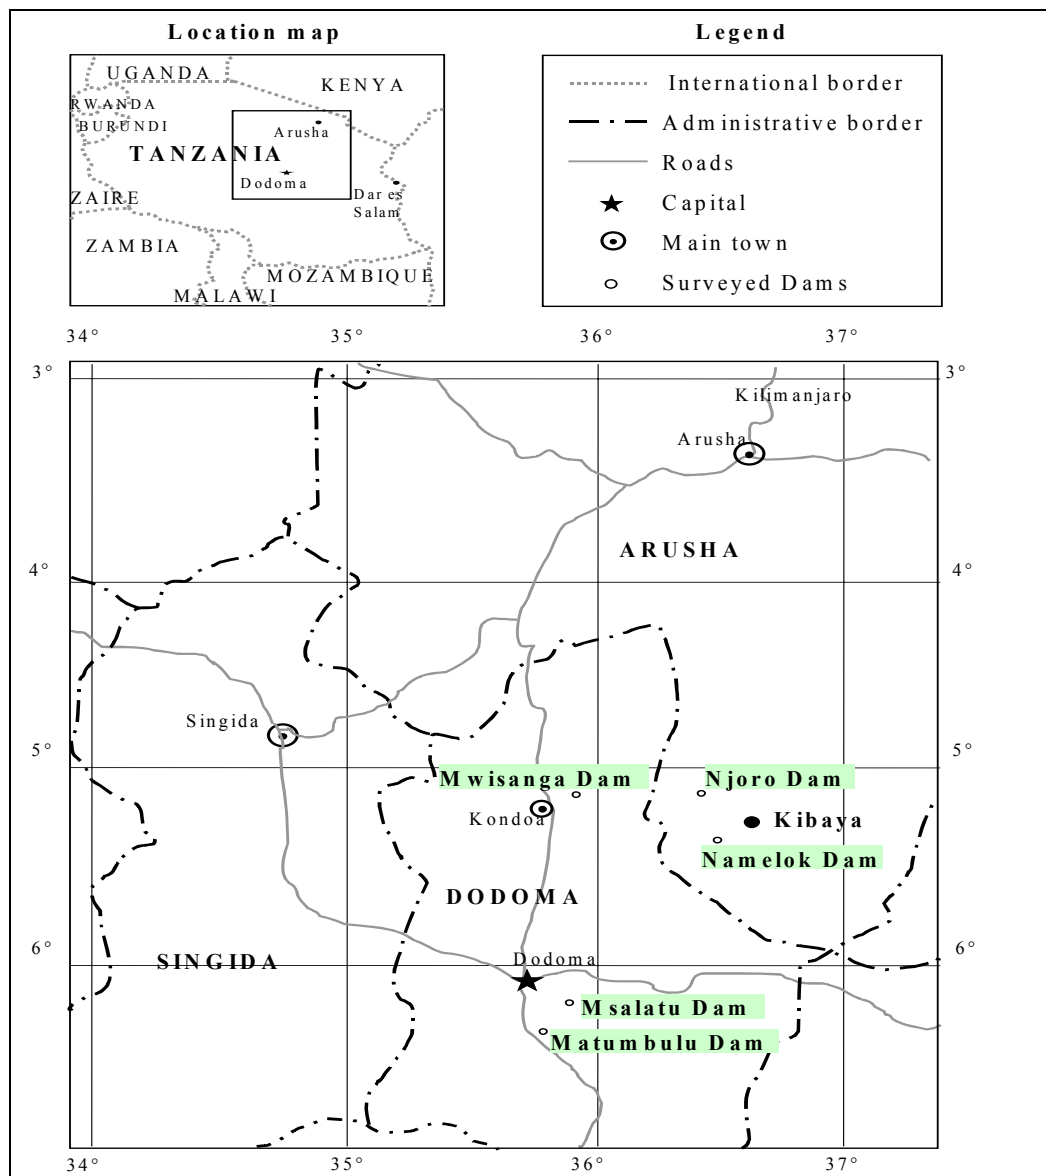 Location map
UGANDA
KENYA
RWANDA
BURUNDI
Arusha
TANZANIA
Dodoma
ZAIRE
Dar es
Salam
ZAMBIA
MOZAMBIQUE
MALAWI
Legend
International border
Administrative border
Roads
Capital
Main town
Surveyed Dams
34° 35° 36° 37°
3° 3°
Kilimanjaro
Arusha
ARUSHA
4° 4°
Singida
5° 5°
Mwisanga Dam Njoro Dam
Kondoa Kibaya
Namelok Dam
DODOMA
6° 6°
SINGIDA Dodoma
Msalatu Dam
Matumbulu Dam
34° 35° 36° 37°